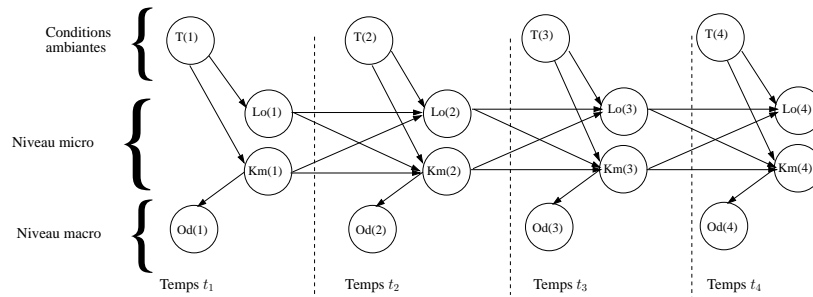 Conditions
ambiantes
T(1)
T(2)
T(3)
T(4)
Lo(1)
Lo(2)
Lo(3)
Lo(4)
Niveau micro
Km(1)
Km(2)
Km(3)
Km(4)
Niveau macro
Od(1)
Od(2)
Od(3)
Od(4)
Temps t₁
Temps t₂
Temps t₃
Temps t₄